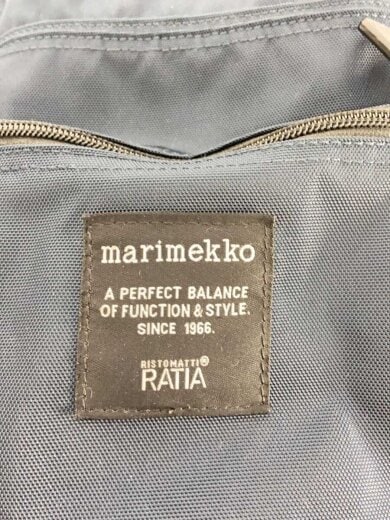 marimekko
A PERFECT BALANCE
OF FUNCTION & STYLE.
SINCE 1966.
RISTOMATTI®
RATIA